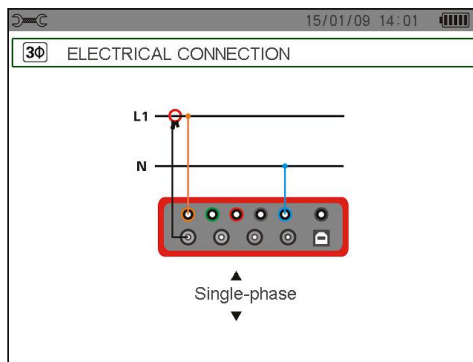 15/01/09 14:01
3Φ ELECTRICAL CONNECTION
L1
N
Single-phase